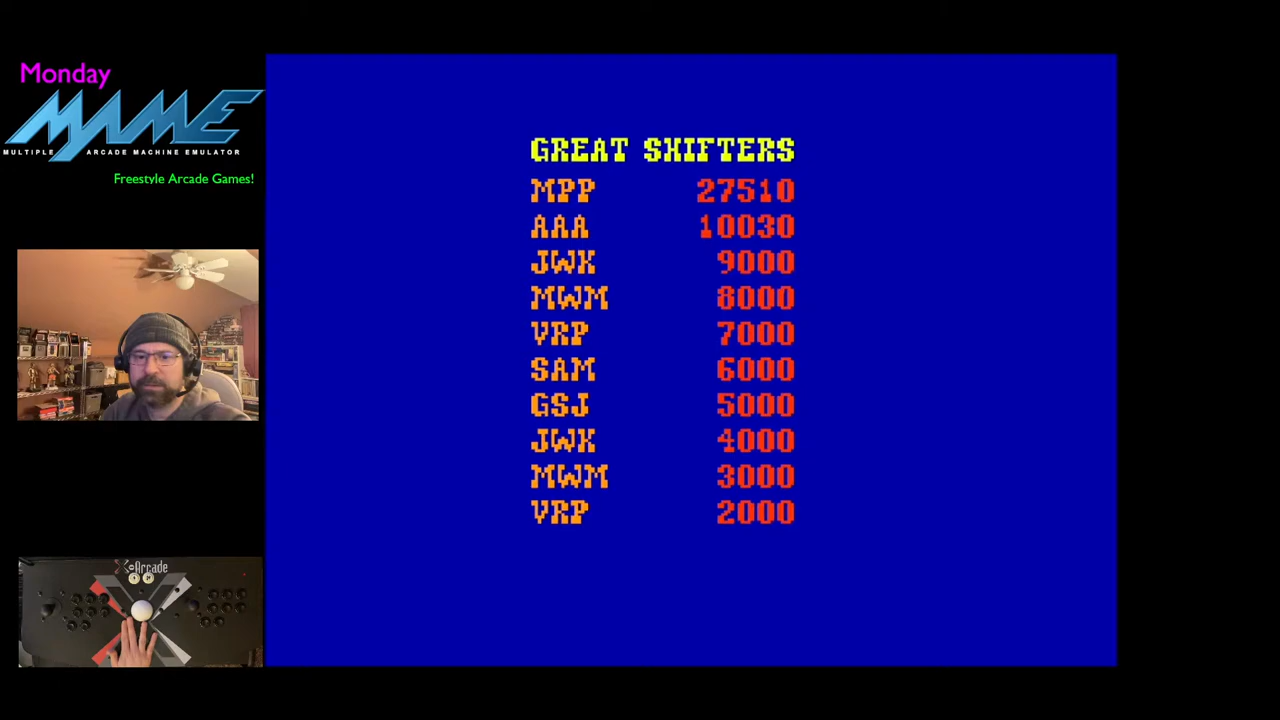 Monday
MAME
MULTIPLE ARCADE MACHINE EMULATOR
Freestyle Arcade Games!
GREAT SHIFTERS
MPP 27510
AAA 10030
JWK 9000
MWM 8000
VRP 7000
SAM 6000
GSJ 5000
JWK 4000
MWM 3000
VRP 2000
X-Arcade